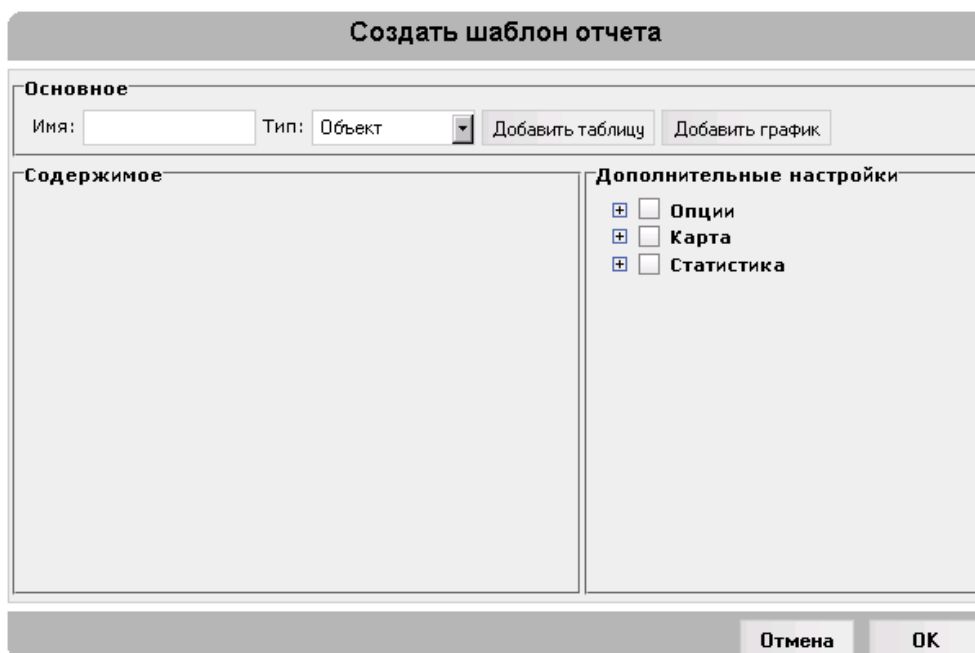 Создать шаблон отчета
Основное
Имя: Тип: Объект Добавить таблицу Добавить график
Содержимое
Дополнительные настройки
Опции
Карта
Статистика
Отмена OK